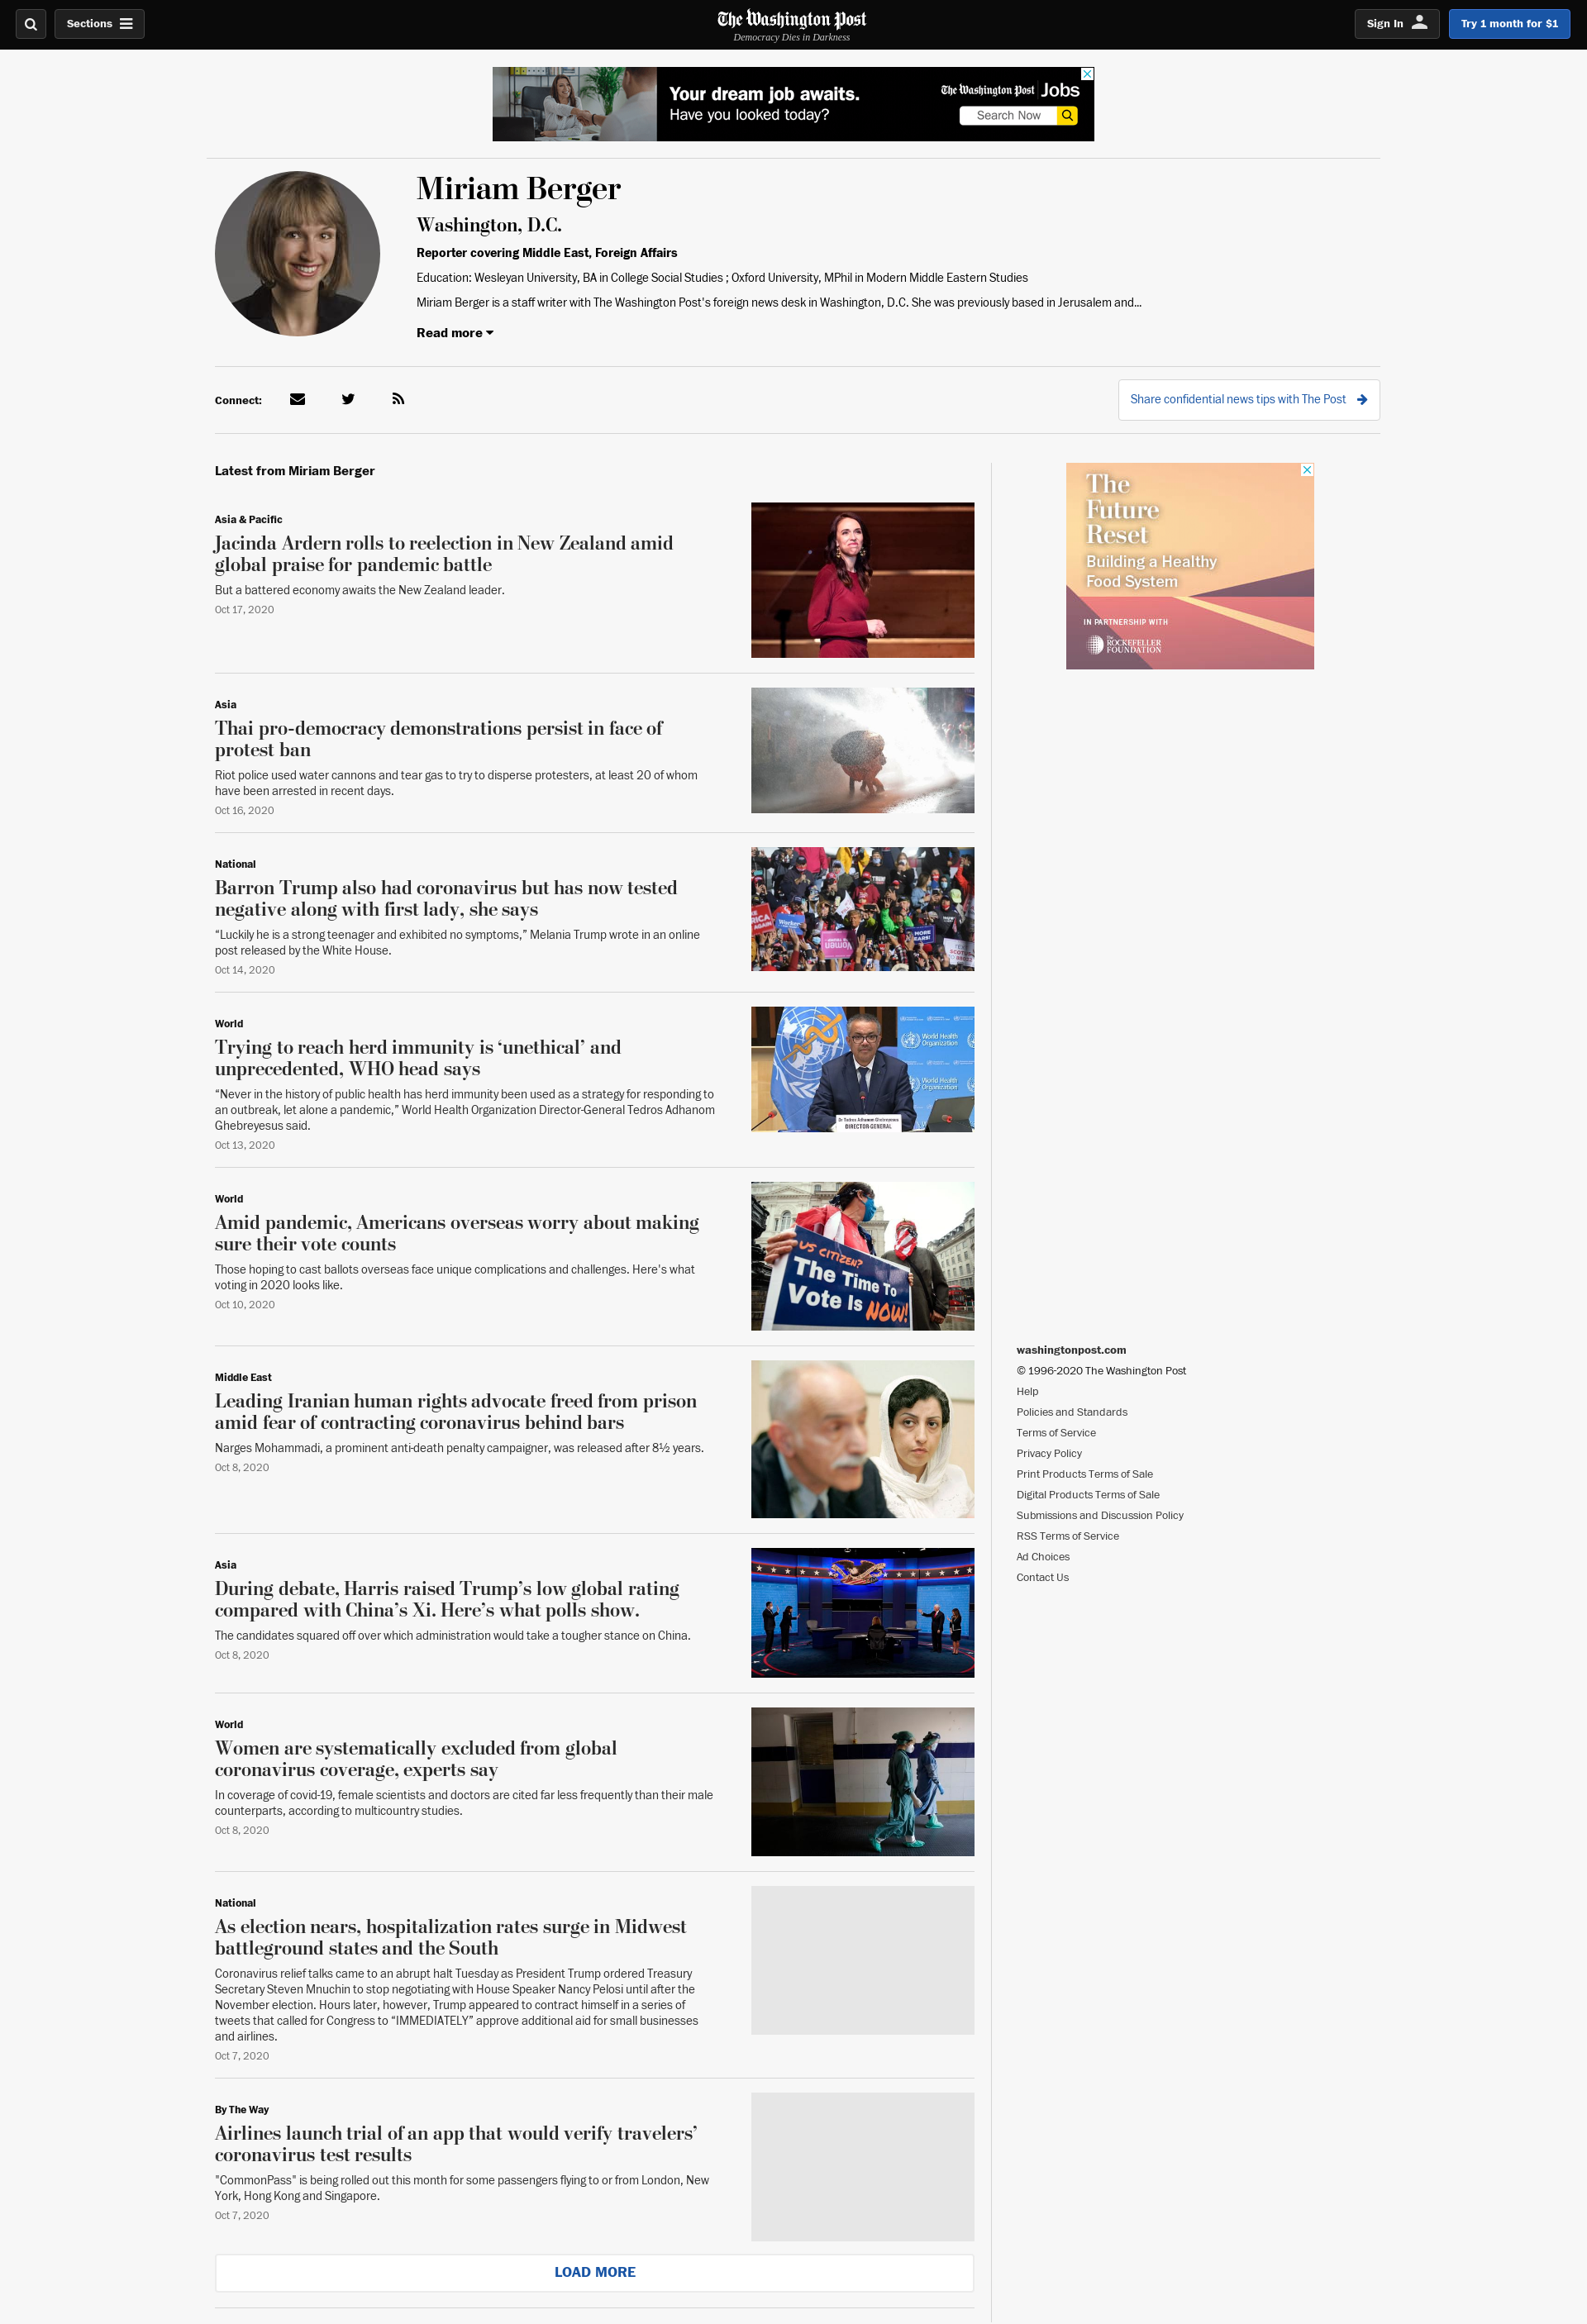 Sections
The Washington Post
Democracy Dies in Darkness
Sign In
Try 1 month for $1
Your dream job awaits.
Have you looked today?
The Washington Post Jobs
Search Now
Miriam Berger
Washington, D.C.
Reporter covering Middle East, Foreign Affairs
Education: Wesleyan University, BA in College Social Studies ; Oxford University, MPhil in Modern Middle Eastern Studies
Miriam Berger is a staff writer with The Washington Post's foreign news desk in Washington, D.C. She was previously based in Jerusalem and...
Read more
Connect:
Share confidential news tips with The Post
Latest from Miriam Berger
Asia & Pacific
Jacinda Ardern rolls to reelection in New Zealand amid
global praise for pandemic battle
But a battered economy awaits the New Zealand leader.
Oct 17, 2020
The
Future
Reset
Building a Healthy
Food System
IN PARTNERSHIP WITH
The
ROCKEFELLER
FOUNDATION
Asia
Thai pro-democracy demonstrations persist in face of
protest ban
Riot police used water cannons and tear gas to try to disperse protesters, at least 20 of whom
have been arrested in recent days.
Oct 16, 2020
National
Barron Trump also had coronavirus but has now tested
negative along with first lady, she says
“Luckily he is a strong teenager and exhibited no symptoms,” Melania Trump wrote in an online
post released by the White House.
Oct 14, 2020
World
Trying to reach herd immunity is ‘unethical’ and
unprecedented, WHO head says
“Never in the history of public health has herd immunity been used as a strategy for responding to
an outbreak, let alone a pandemic,” World Health Organization Director-General Tedros Adhanom
Ghebreyesus said.
Oct 13, 2020
World Health
Organization
World Health
Organization
DIRECTOR-GENERAL
World
Amid pandemic, Americans overseas worry about making
sure their vote counts
Those hoping to cast ballots overseas face unique complications and challenges. Here's what
voting in 2020 looks like.
Oct 10, 2020
US CITIZEN?
The Time To
Vote Is NOW!
Middle East
Leading Iranian human rights advocate freed from prison
amid fear of contracting coronavirus behind bars
Narges Mohammadi, a prominent anti-death penalty campaigner, was released after 8½ years.
Oct 8, 2020
Asia
During debate, Harris raised Trump’s low global rating
compared with China’s Xi. Here’s what polls show.
The candidates squared off over which administration would take a tougher stance on China.
Oct 8, 2020
World
Women are systematically excluded from global
coronavirus coverage, experts say
In coverage of covid-19, female scientists and doctors are cited far less frequently than their male
counterparts, according to multicountry studies.
Oct 8, 2020
National
As election nears, hospitalization rates surge in Midwest
battleground states and the South
Coronavirus relief talks came to an abrupt halt Tuesday as President Trump ordered Treasury
Secretary Steven Mnuchin to stop negotiating with House Speaker Nancy Pelosi until after the
November election. Hours later, however, Trump appeared to contract himself in a series of
tweets that called for Congress to “IMMEDIATELY” approve additional aid for small businesses
and airlines.
Oct 7, 2020
By The Way
Airlines launch trial of an app that would verify travelers’
coronavirus test results
"CommonPass" is being rolled out this month for some passengers flying to or from London, New
York, Hong Kong and Singapore.
Oct 7, 2020
LOAD MORE
washingtonpost.com
© 1996-2020 The Washington Post
Help
Policies and Standards
Terms of Service
Privacy Policy
Print Products Terms of Sale
Digital Products Terms of Sale
Submissions and Discussion Policy
RSS Terms of Service
Ad Choices
Contact Us